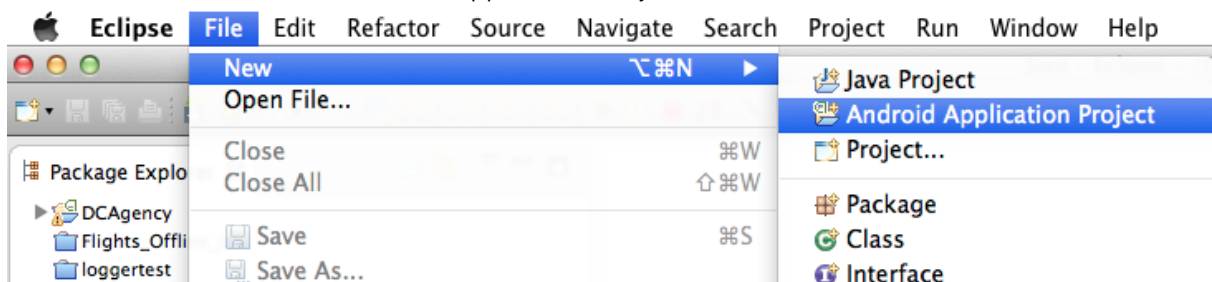 Eclipse File Edit Refactor Source Navigate Search Project Run Window Help
New ⌥⌘N ▶
Open File...
Close ⌘W
Close All ⇧⌘W
Save ⌘S
Save As...
Java Project
Android Application Project
Project...
Package
Class
Interface
Package Explo
DCAgency
Flights_Offli
loggertest